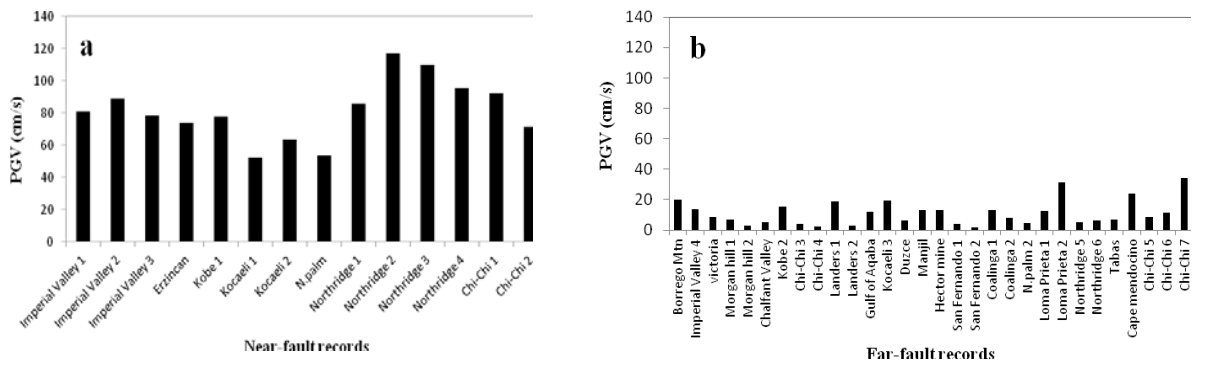 a
140
120
100
80
60
40
20
0
PGV (cm/s)
Imperial Valley 1
Imperial Valley 2
Imperial Valley 3
Erzincan
Kobe 1
Kocaeli 1
Kocaeli 2
N.palm
Northridge 1
Northridge 2
Northridge 3
Northridge 4
Chi-Chi 1
Chi-Chi 2
Near-fault records
b
140
120
100
80
60
40
20
0
PGV (cm/s)
Borrego Mtn
Imperial Valley 4
victoria
Morgan hill 1
Morgan hill 2
Chalfant Valley
Kobe 2
Chi-Chi 3
Chi-Chi 4
Landers 1
Landers 2
Gulf of Aqaba
Kocaeli 3
Duzce
Manjil
Hector mine
San Fernando 1
San Fernando 2
Coalinga 1
Coalinga 2
N.palm 2
Loma Prieta 1
Loma Prieta 2
Northridge 5
Northridge 6
Tabas
Cape mendocino
Chi-Chi 5
Chi-Chi 6
Chi-Chi 7
Far-fault records